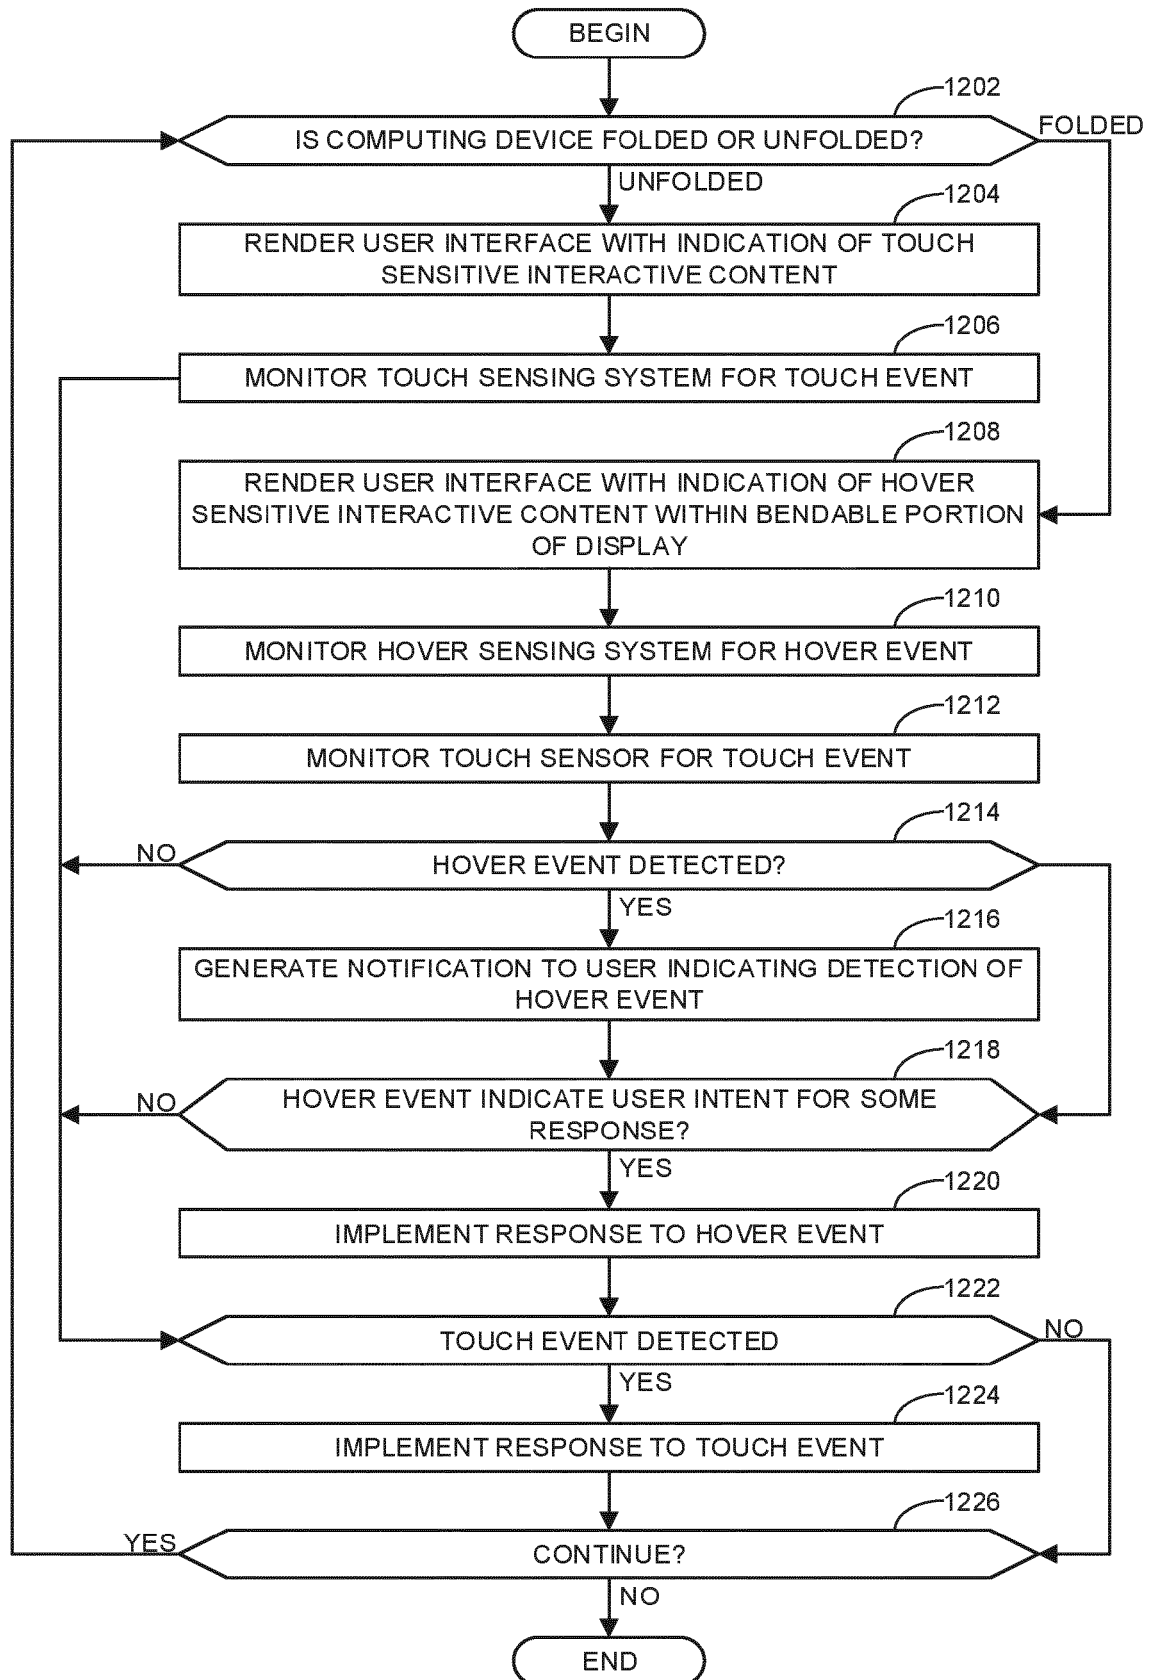 BEGIN
1202
IS COMPUTING DEVICE FOLDED OR UNFOLDED?
FOLDED
UNFOLDED
1204
RENDER USER INTERFACE WITH INDICATION OF TOUCH
SENSITIVE INTERACTIVE CONTENT
1206
MONITOR TOUCH SENSING SYSTEM FOR TOUCH EVENT
1208
RENDER USER INTERFACE WITH INDICATION OF HOVER
SENSITIVE INTERACTIVE CONTENT WITHIN BENDABLE PORTION
OF DISPLAY
1210
MONITOR HOVER SENSING SYSTEM FOR HOVER EVENT
1212
MONITOR TOUCH SENSOR FOR TOUCH EVENT
1214
NO
HOVER EVENT DETECTED?
YES
1216
GENERATE NOTIFICATION TO USER INDICATING DETECTION OF
HOVER EVENT
1218
NO
HOVER EVENT INDICATE USER INTENT FOR SOME
RESPONSE?
YES
1220
IMPLEMENT RESPONSE TO HOVER EVENT
1222
TOUCH EVENT DETECTED
NO
YES
1224
IMPLEMENT RESPONSE TO TOUCH EVENT
1226
YES
CONTINUE?
NO
END